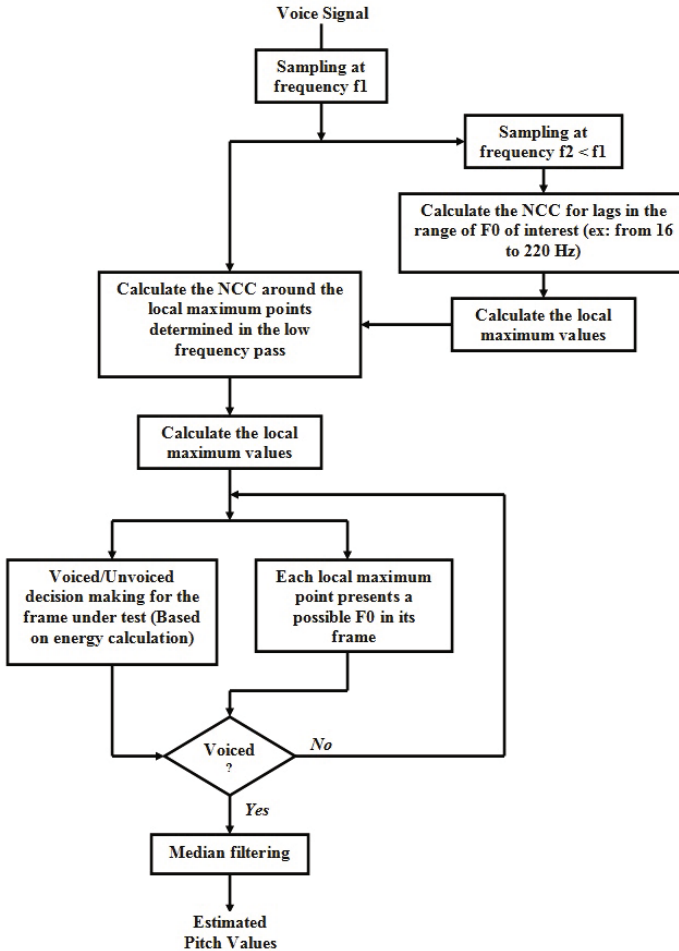 Voice Signal
Sampling at
frequency f1
Sampling at
frequency f2 < f1
Calculate the NCC for lags in the
range of F0 of interest (ex: from 16
to 220 Hz)
Calculate the local
maximum values
Calculate the NCC around the
local maximum points
determined in the low
frequency pass
Calculate the local
maximum values
Voiced/Unvoiced
decision making for the
frame under test (Based
on energy calculation)
Each local maximum
point presents a
possible F0 in its
frame
Voiced
?
No
Yes
Median filtering
Estimated
Pitch Values